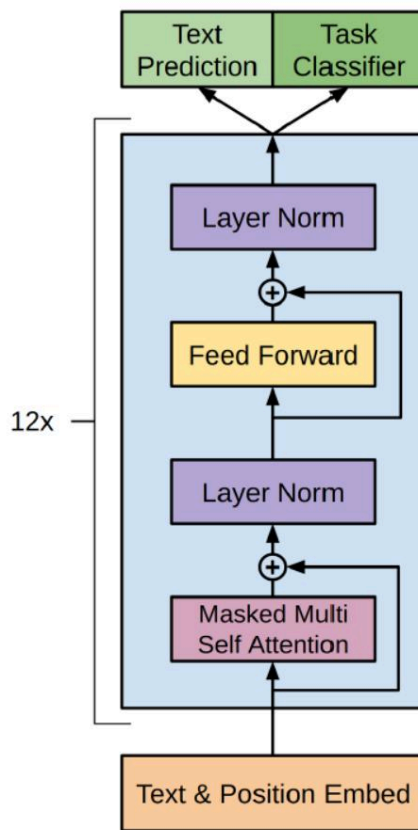 Text
Prediction
Task
Classifier
Layer Norm
+
Feed Forward
12x
Layer Norm
+
Masked Multi
Self Attention
Text & Position Embed